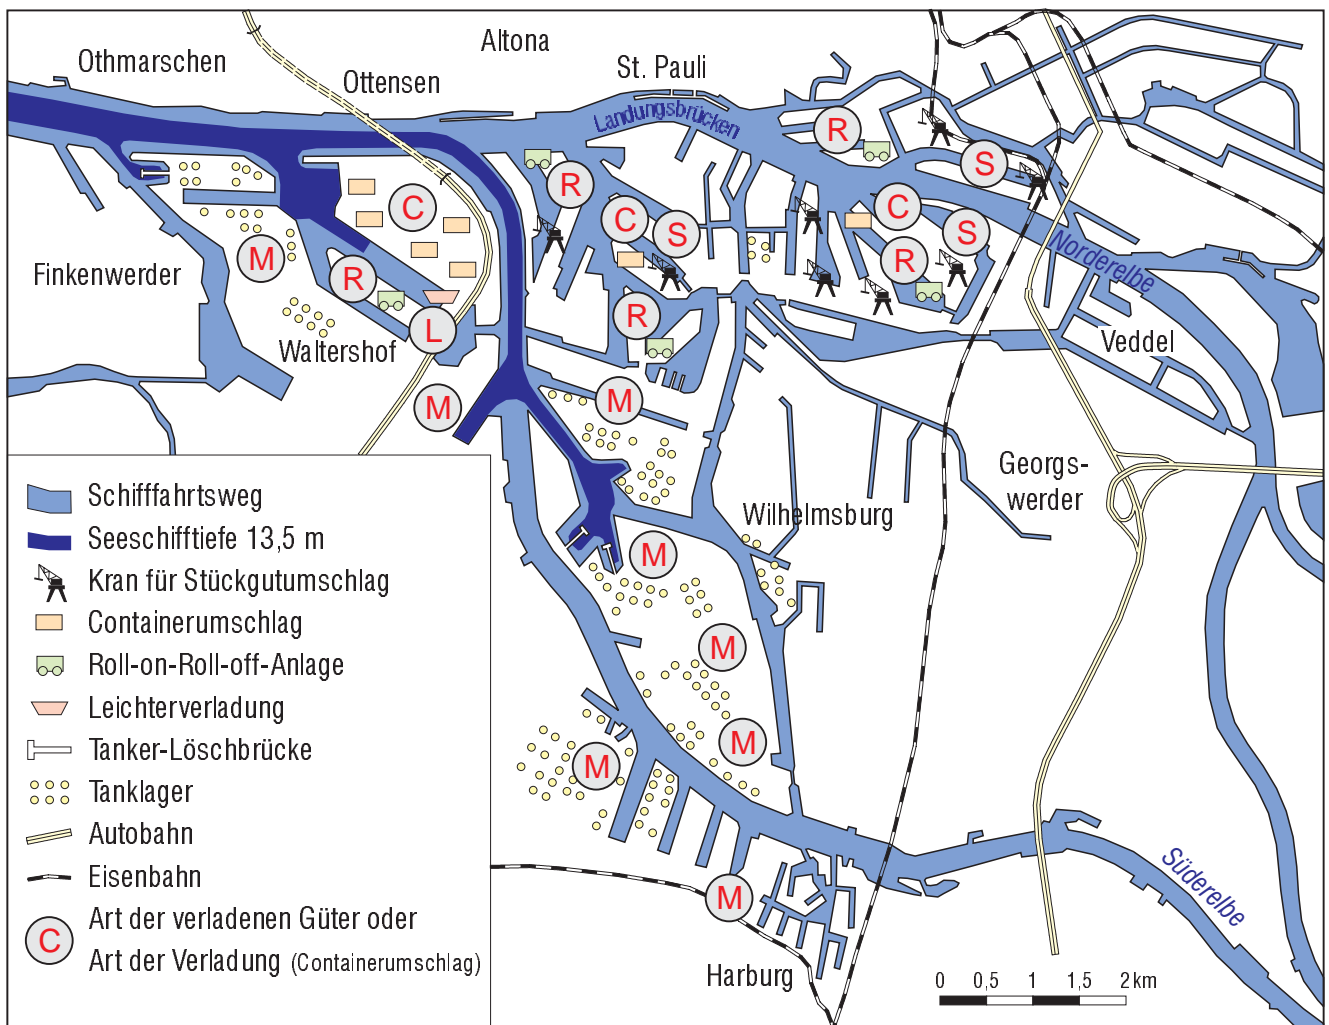 Altona
Othmarschen
St. Pauli
Ottensen
Landungsbrücken
R
S
R
C
C
S
S
M
R
R
Norderelbe
Finkenwerder
R
L
Veddel
Waltershof
M
M
Georgs-
werder
Wilhelmsburg
M
M
M
M
M
Süderelbe
Harburg
0 0,5 1 1,5 2 km
Schifffahrtsweg
Seeschifftiefe 13,5 m
Kran für Stückgutumschlag
Containerumschlag
Roll-on-Roll-off-Anlage
Leichterverladung
Tanker-Löschbrücke
Tanklager
Autobahn
Eisenbahn
C
Art der verladenen Güter oder
Art der Verladung (Containerumschlag)
C